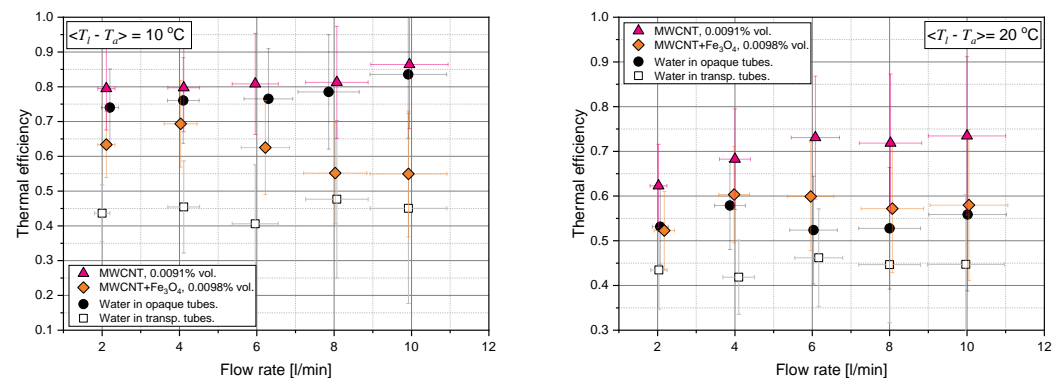 <T_l - T_a> = 10 °C
Thermal efficiency
1.0
0.9
0.8
0.7
0.6
0.5
0.4
0.3
0.2
0.1
MWCNT, 0.0091% vol.
MWCNT+Fe₃O₄, 0.0098% vol.
Water in opaque tubes.
Water in transp. tubes.
2 4 6 8 10 12
Flow rate [l/min]
<T_l - T_a> = 20 °C
MWCNT, 0.0091% vol.
MWCNT+Fe₃O₄, 0.0098% vol.
Water in opaque tubes.
Water in transp. tubes.
Thermal efficiency
1.0
0.9
0.8
0.7
0.6
0.5
0.4
0.3
2 4 6 8 10 12
Flow rate [l/min]